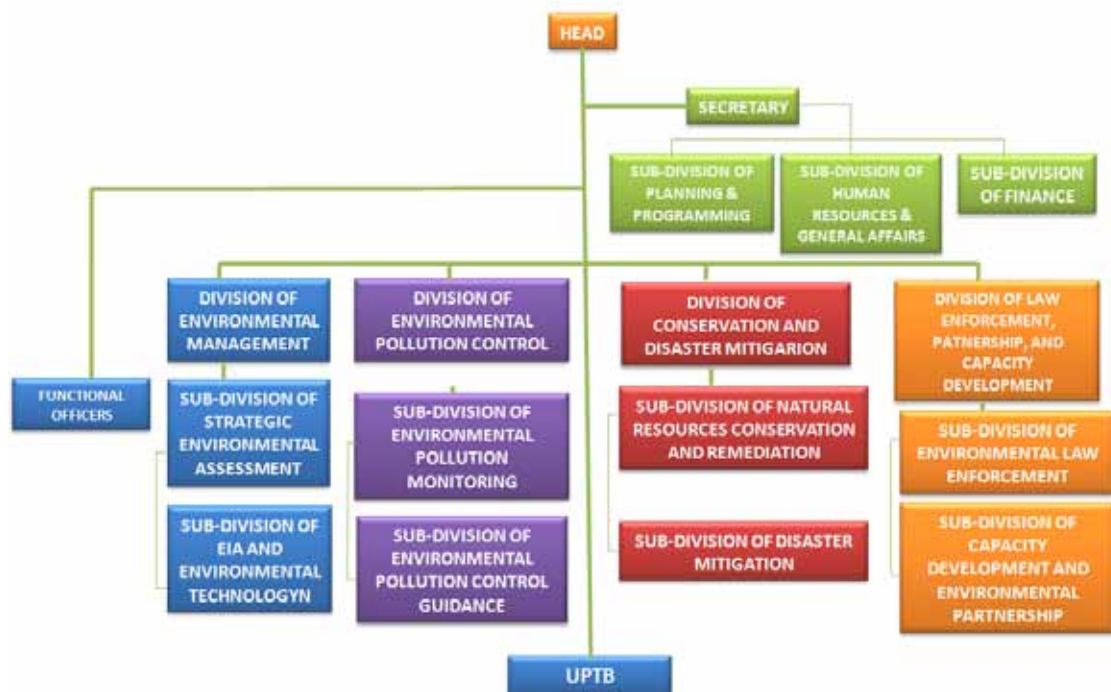 HEAD
SECRETARY
SUB-DIVISION OF
PLANNING &
PROGRAMMING
SUB-DIVISION OF
HUMAN
RESOURCES &
GENERAL AFFAIRS
SUB-DIVISION
OF FINANCE
DIVISION OF
ENVIRONMENTAL
MANAGEMENT
DIVISION OF
ENVIRONMENTAL
POLLUTION CONTROL
DIVISION OF
CONSERVATION AND
DISASTER MITIGARION
DIVISION OF LAW
ENFORCEMENT,
PATNERSHIP, AND
CAPACITY
DEVELOPMENT
FUNCTIONAL
OFFICERS
SUB-DIVISION OF
STRATEGIC
ENVIRONMENTAL
ASSESSMENT
SUB-DIVISION OF
ENVIRONMENTAL
POLLUTION
MONITORING
SUB-DIVISION OF NATURAL
RESOURCES CONSERVATION
AND REMEDIATION
SUB-DIVISION OF
ENVIRONMENTAL LAW
ENFORCEMENT
SUB-DIVISION OF
EIA AND
ENVIRONMENTAL
TECHNOLOGYN
SUB-DIVISION OF
ENVIRONMENTAL
POLLUTION CONTROL
GUIDANCE
SUB-DIVISION OF DISASTER
MITIGATION
SUB-DIVISION OF
CAPACITY
DEVELOPMENT AND
ENVIRONMENTAL
PARTNERSHIP
UPTB